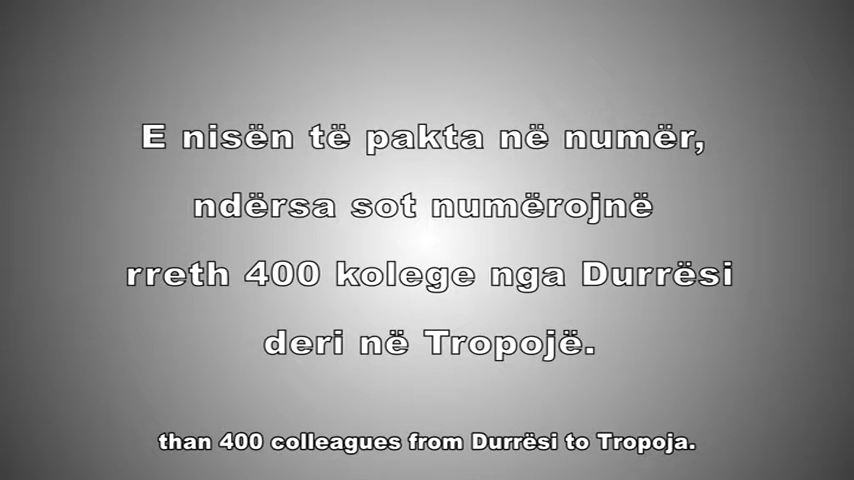 E nisën të pakta në numër,
ndërsa sot numërojnë
rreth 400 kolege nga Durrësi
deri në Tropojë.
than 400 colleagues from Durrësi to Tropoja.